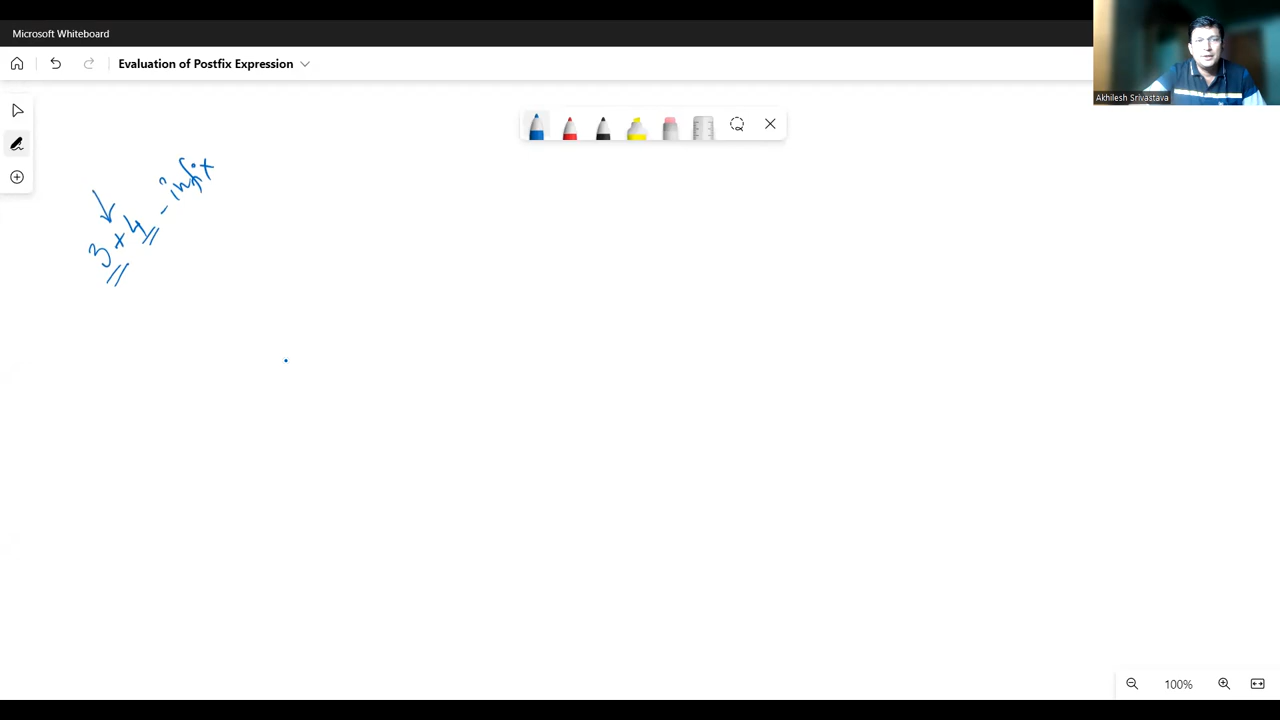 Microsoft Whiteboard
Evaluation of Postfix Expression
Akhilesh Srivastava
3 + 4 - infix
100%